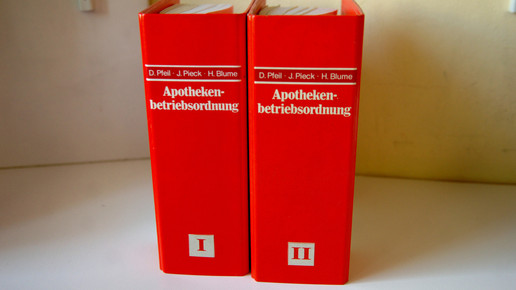 D. Pfeil · J. Pieck · H. Blume
Apotheken-
betriebsordnung
I
D. Pfeil · J. Pieck · H. Blume
Apotheken-
betriebsordnung
II